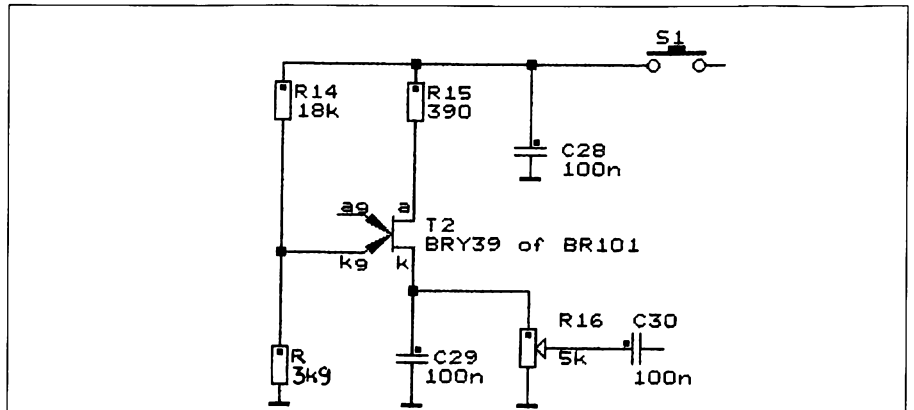 S1
R14
18k
R15
390
C28
100n
ag
a
T2
BRY39 of BR101
kg
k
R16
5k
C30
100n
C29
100n
R
3k9